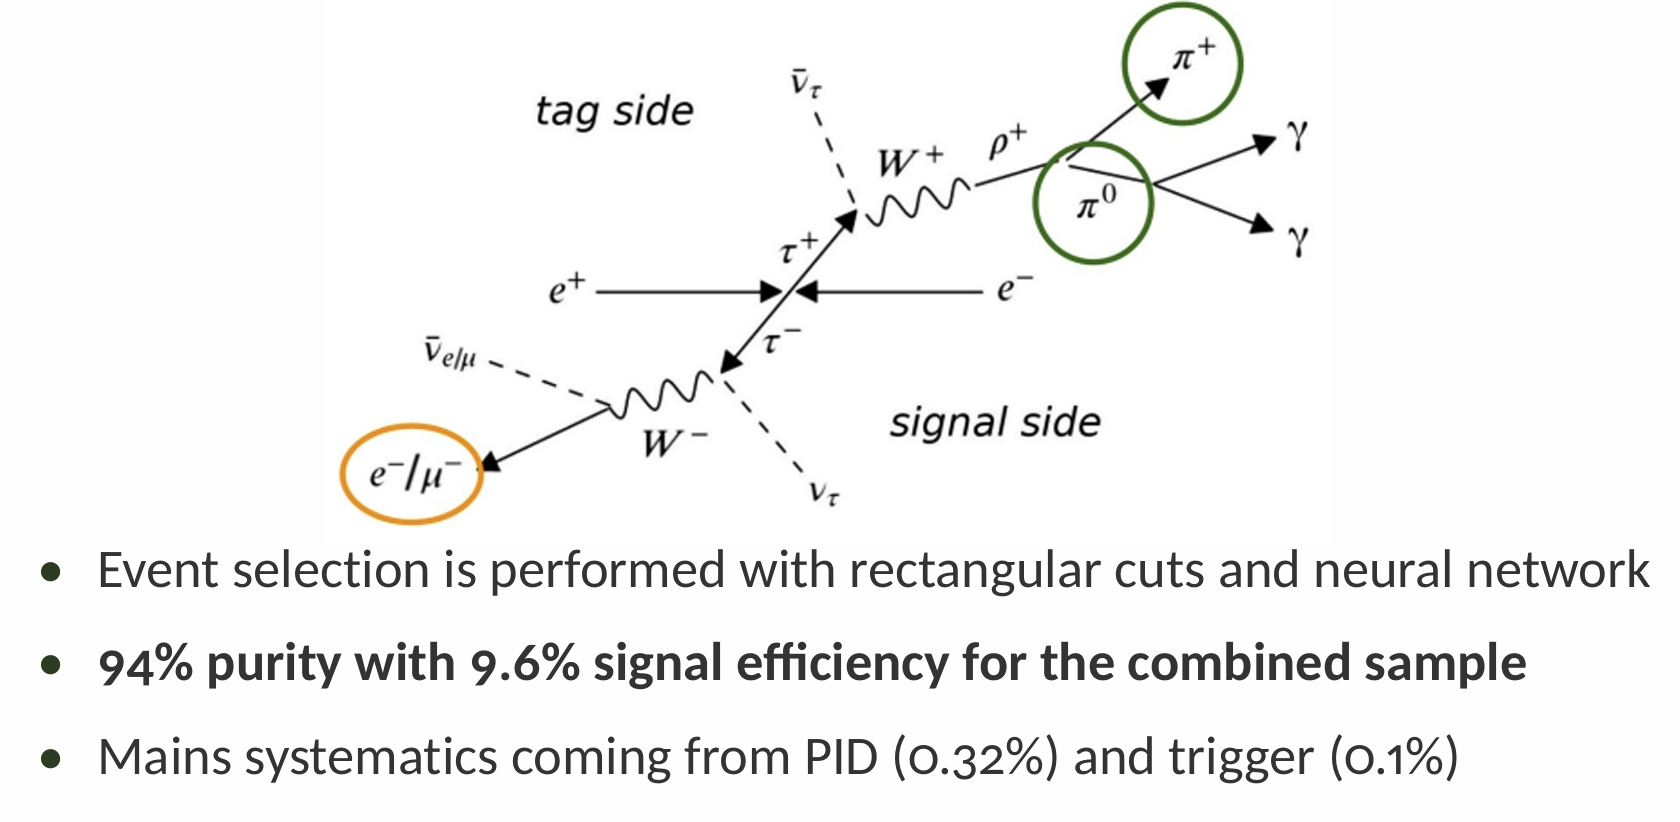 π⁺
ν̄τ
tag side
γ
ρ⁺
W⁺
π⁰
τ⁺
γ
e⁺
e⁻
τ⁻
ν̄e/μ
signal side
W⁻
e⁻/μ⁻
ντ
• Event selection is performed with rectangular cuts and neural network
• 94% purity with 9.6% signal efficiency for the combined sample
• Mains systematics coming from PID (0.32%) and trigger (0.1%)